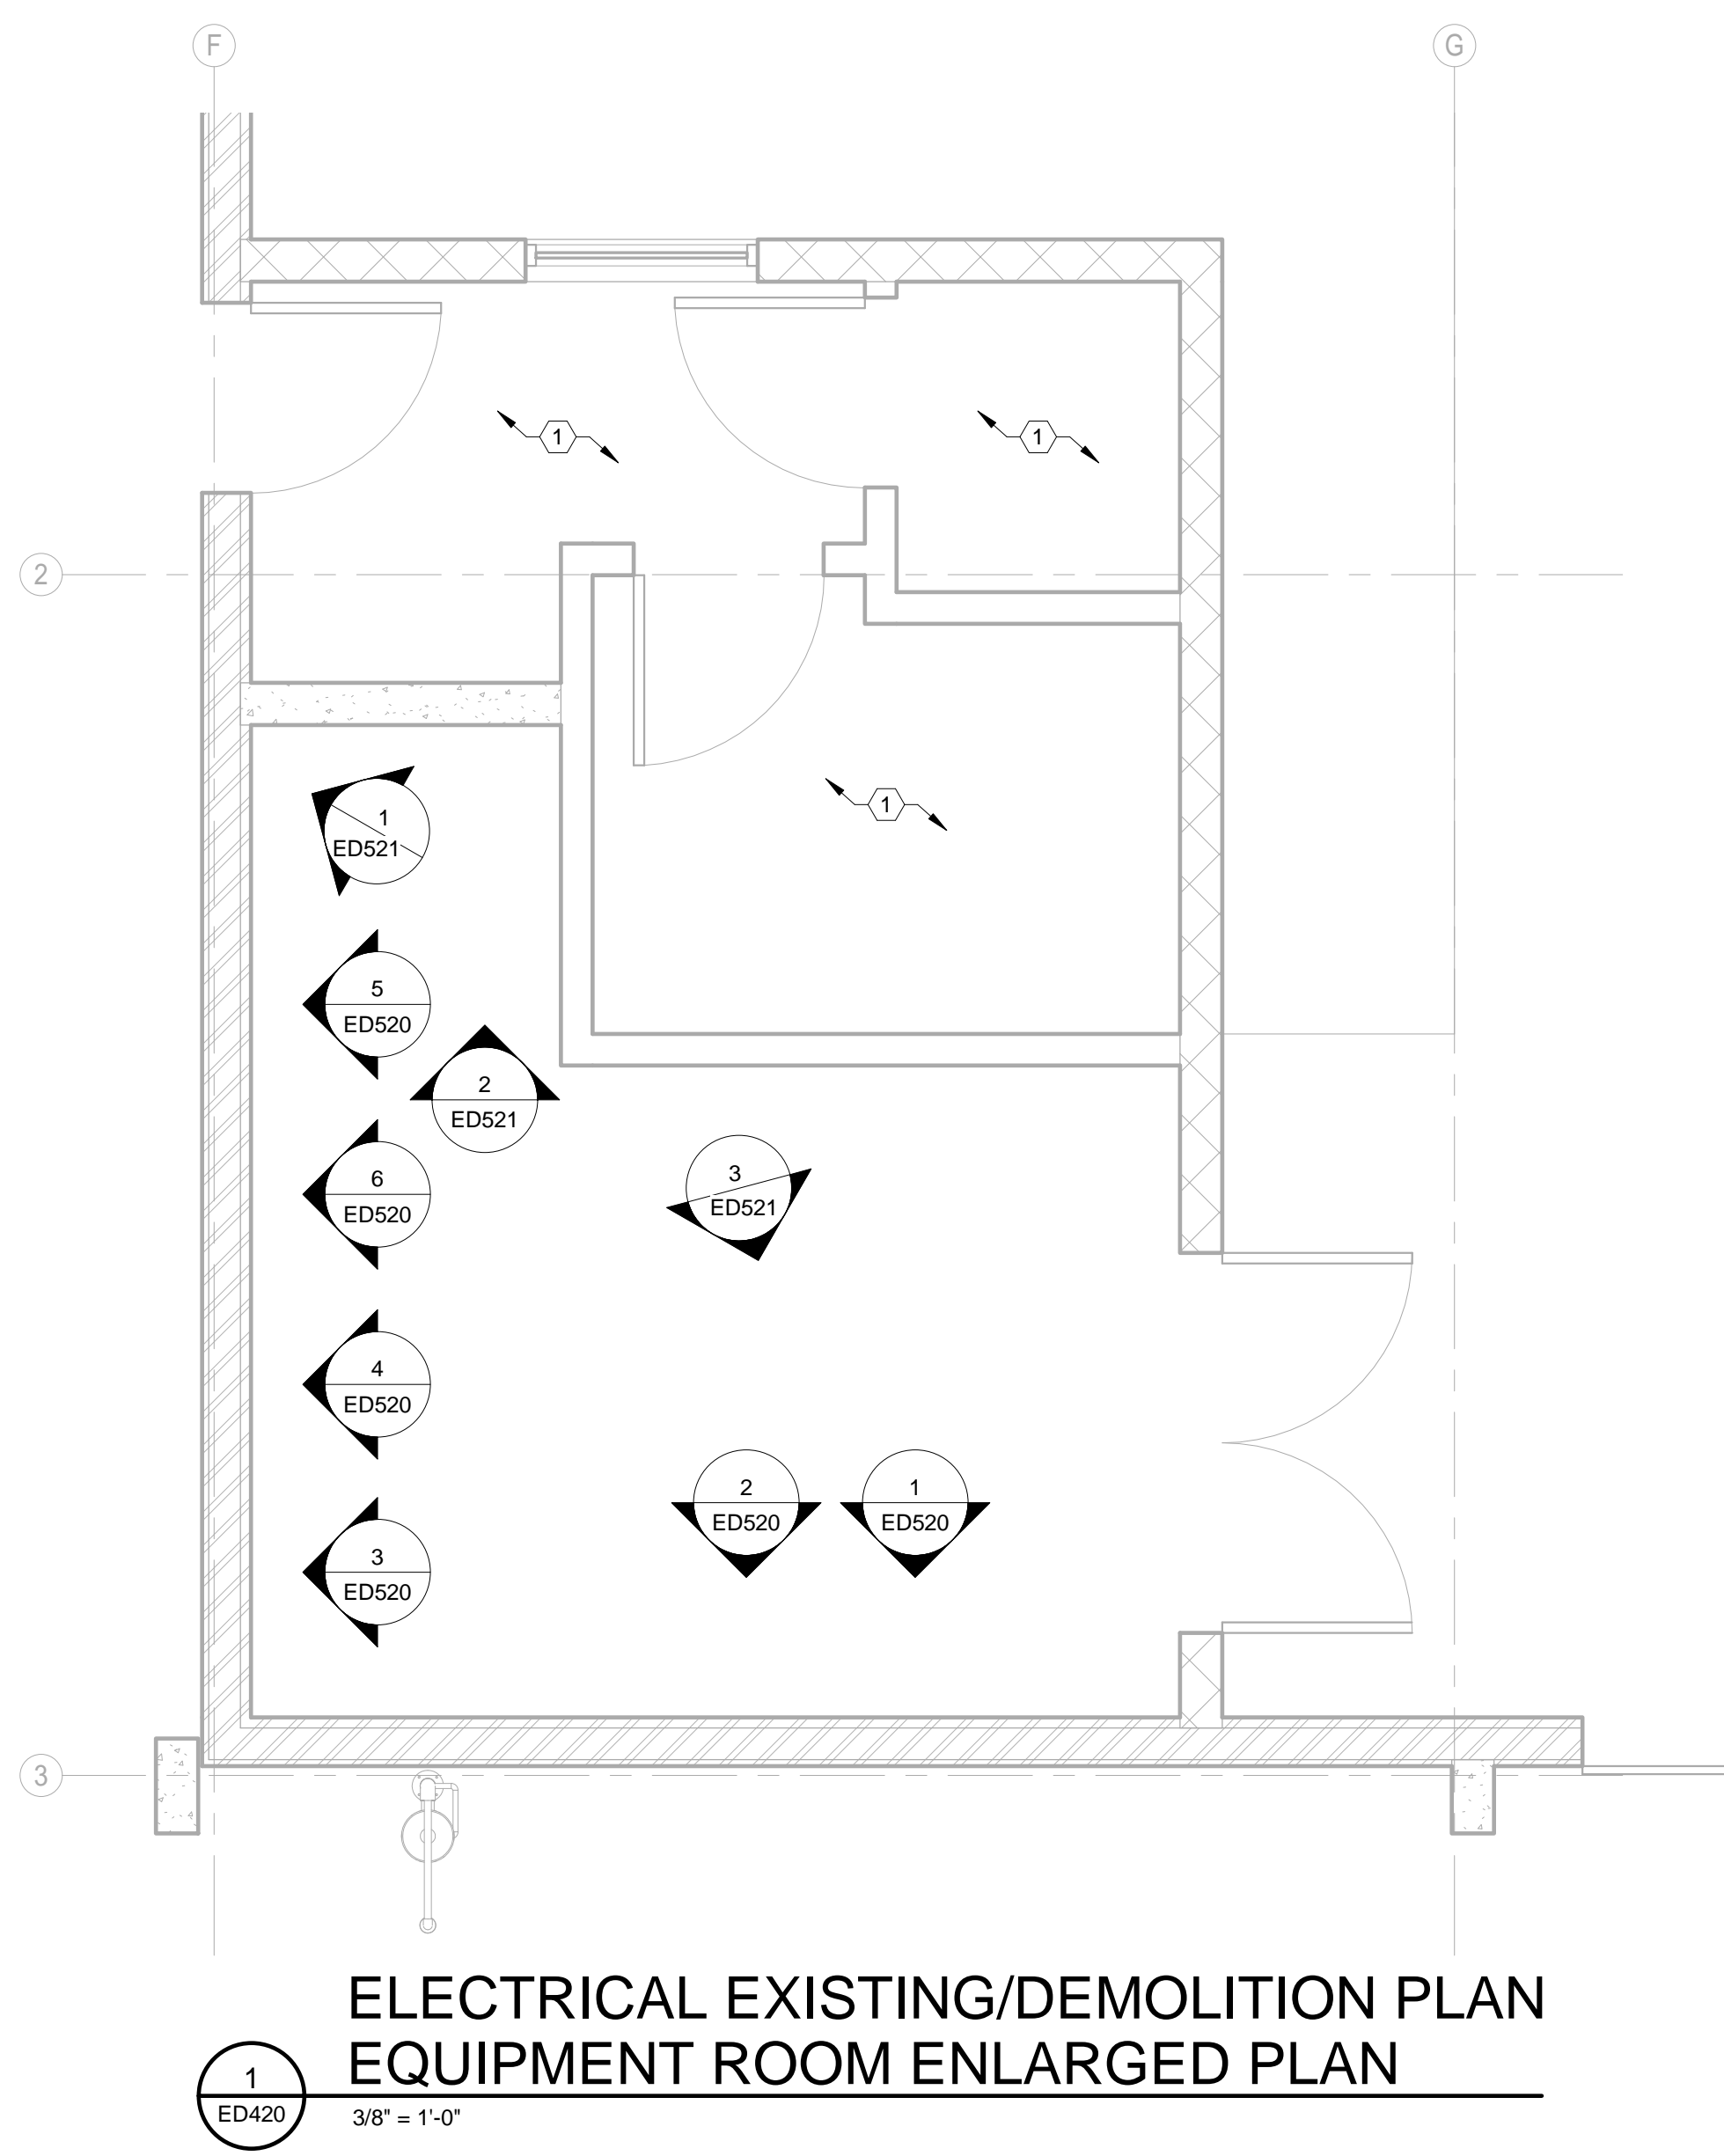 F
G
1
1
2
1
1
ED521
5
ED520
2
ED521
6
ED520
3
ED521
4
ED520
2
ED520
1
ED520
3
ED520
3
ELECTRICAL EXISTING/DEMOLITION PLAN
EQUIPMENT ROOM ENLARGED PLAN
1
ED420
3/8" = 1'-0"